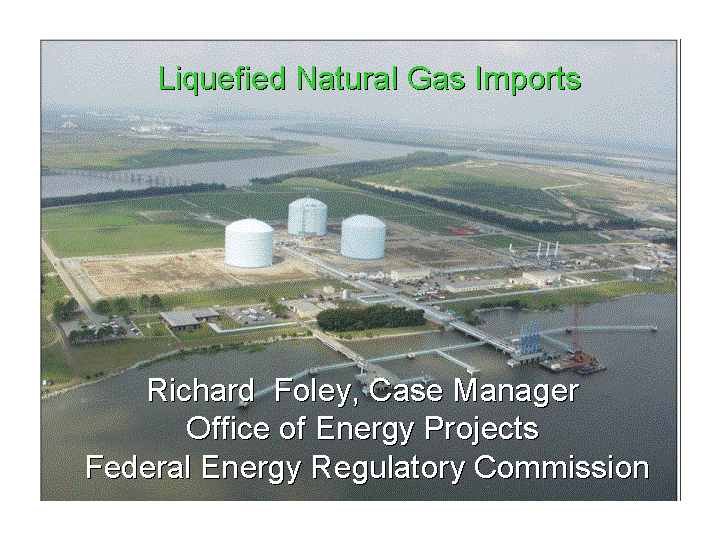 Liquefied Natural Gas Imports
Richard Foley, Case Manager
Office of Energy Projects
Federal Energy Regulatory Commission